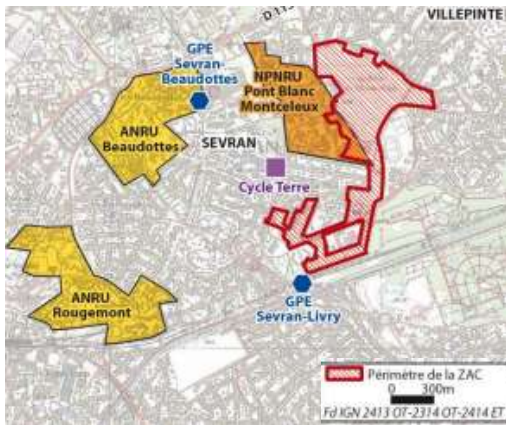 D 115
VILLEPINTE
GPE
Sevran-
Beaudottes
NPNRU
Pont Blanc
Montceleux
ANRU
Beaudottes
SEVRAN
Cycle Terre
ANRU
Rougemont
GPE
Sevran-Livry
Périmètre de la ZAC
0 300m
Fd IGN 2413 OT-2314 OT-2414 ET